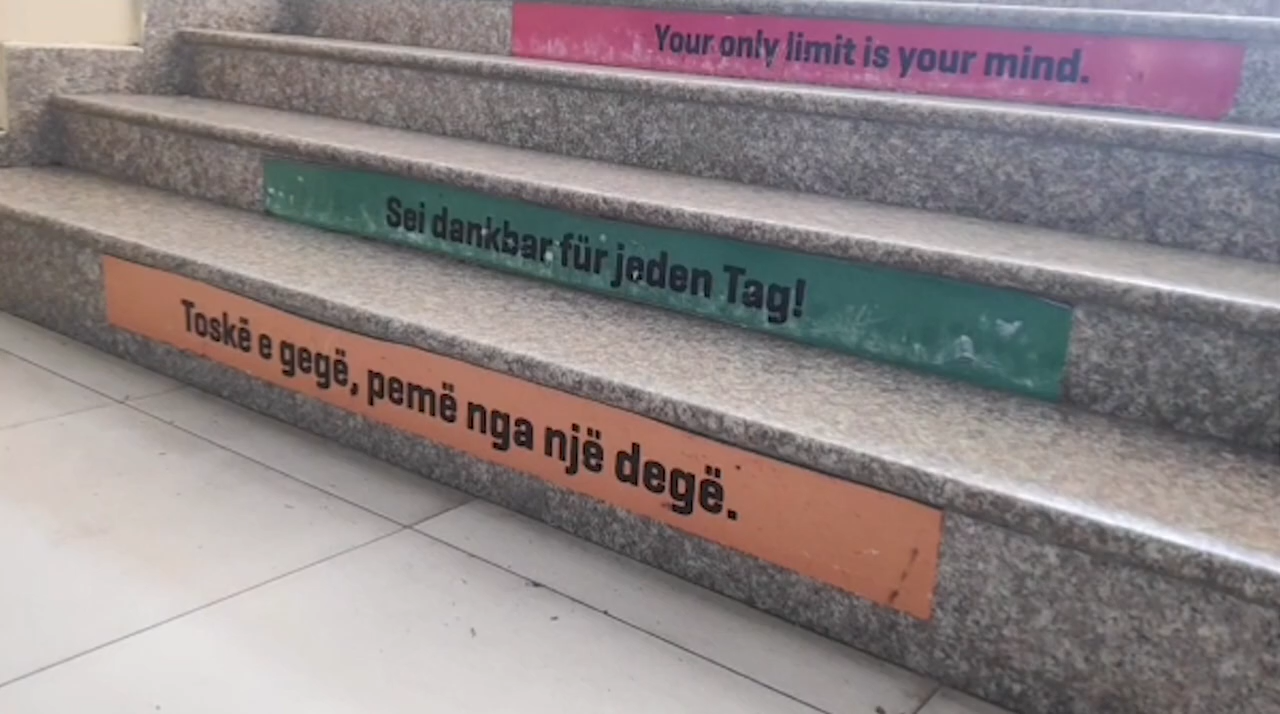 Your only limit is your mind.
Sei dankbar für jeden Tag!
Toskë e gegë, pemë nga një degë.